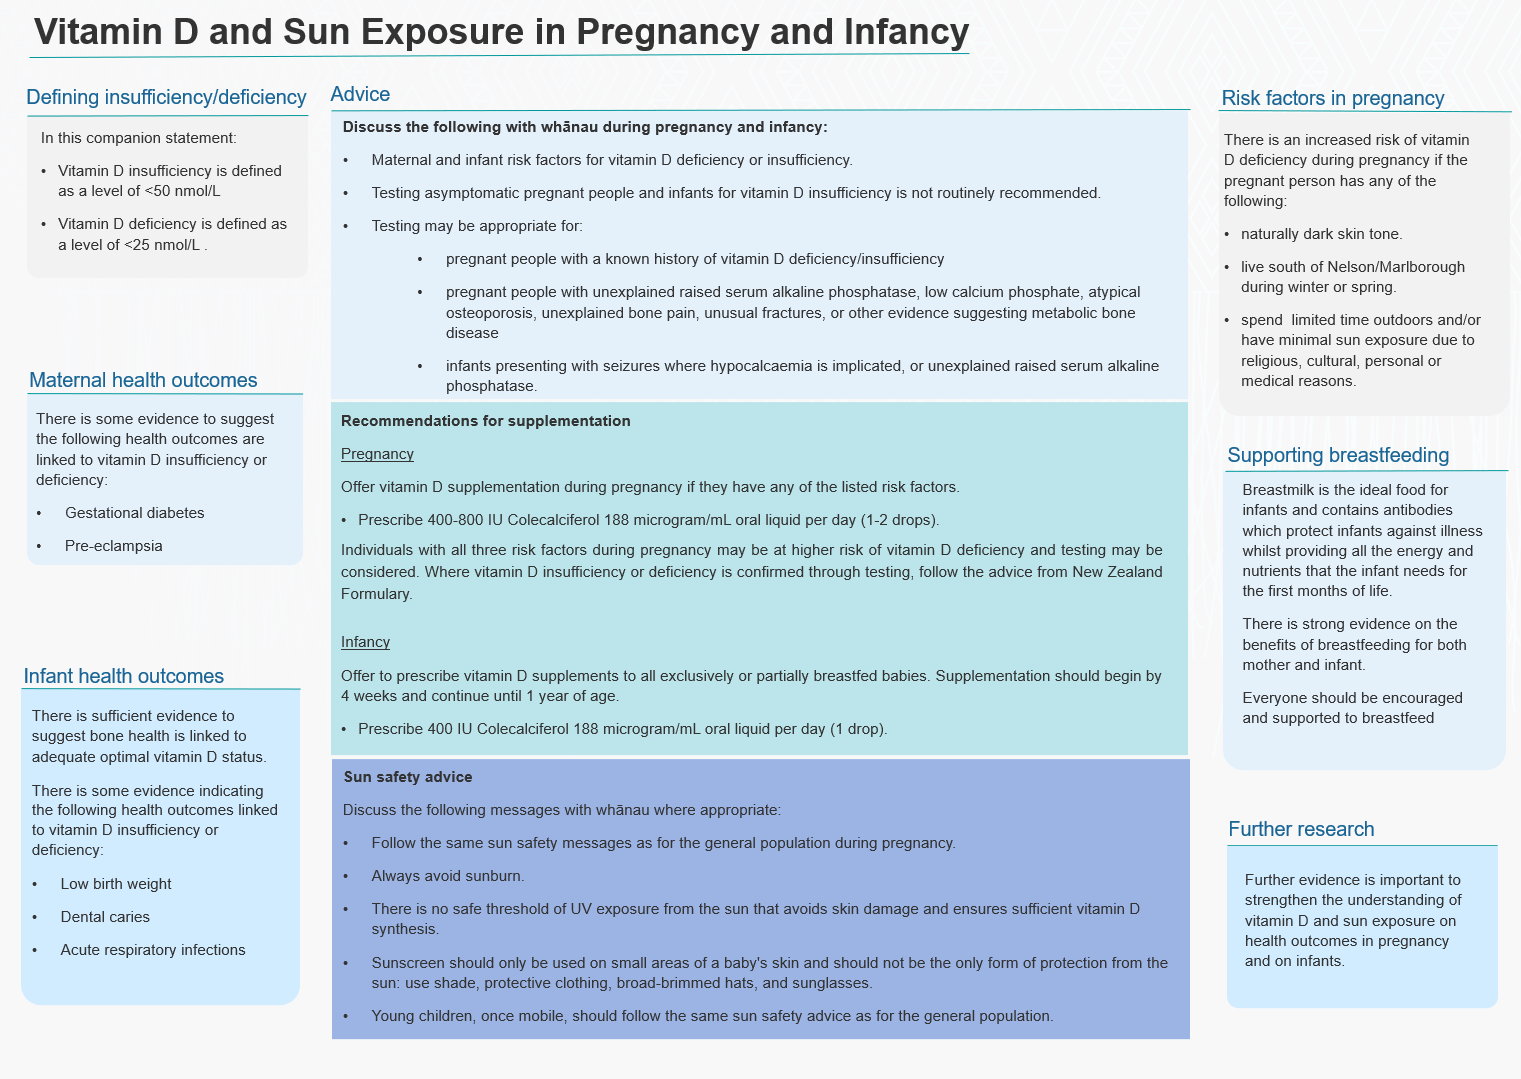 Vitamin D and Sun Exposure in Pregnancy and Infancy
Defining insufficiency/deficiency
In this companion statement:
• Vitamin D insufficiency is defined
as a level of <50 nmol/L
• Vitamin D deficiency is defined as
a level of <25 nmol/L .
Maternal health outcomes
There is some evidence to suggest
the following health outcomes are
linked to vitamin D insufficiency or
deficiency:
• Gestational diabetes
• Pre-eclampsia
Infant health outcomes
There is sufficient evidence to
suggest bone health is linked to
adequate optimal vitamin D status.
There is some evidence indicating
the following health outcomes linked
to vitamin D insufficiency or
deficiency:
• Low birth weight
• Dental caries
• Acute respiratory infections
Advice
Discuss the following with whānau during pregnancy and infancy:
• Maternal and infant risk factors for vitamin D deficiency or insufficiency.
• Testing asymptomatic pregnant people and infants for vitamin D insufficiency is not routinely recommended.
• Testing may be appropriate for:
• pregnant people with a known history of vitamin D deficiency/insufficiency
• pregnant people with unexplained raised serum alkaline phosphatase, low calcium phosphate, atypical
osteoporosis, unexplained bone pain, unusual fractures, or other evidence suggesting metabolic bone
disease
• infants presenting with seizures where hypocalcaemia is implicated, or unexplained raised serum alkaline
phosphatase.
Recommendations for supplementation
Pregnancy
Offer vitamin D supplementation during pregnancy if they have any of the listed risk factors.
• Prescribe 400-800 IU Colecalciferol 188 microgram/mL oral liquid per day (1-2 drops).
Individuals with all three risk factors during pregnancy may be at higher risk of vitamin D deficiency and testing may be
considered. Where vitamin D insufficiency or deficiency is confirmed through testing, follow the advice from New Zealand
Formulary.
Infancy
Offer to prescribe vitamin D supplements to all exclusively or partially breastfed babies. Supplementation should begin by
4 weeks and continue until 1 year of age.
• Prescribe 400 IU Colecalciferol 188 microgram/mL oral liquid per day (1 drop).
Sun safety advice
Discuss the following messages with whānau where appropriate:
• Follow the same sun safety messages as for the general population during pregnancy.
• Always avoid sunburn.
• There is no safe threshold of UV exposure from the sun that avoids skin damage and ensures sufficient vitamin D
synthesis.
• Sunscreen should only be used on small areas of a baby's skin and should not be the only form of protection from the
sun: use shade, protective clothing, broad-brimmed hats, and sunglasses.
• Young children, once mobile, should follow the same sun safety advice as for the general population.
Risk factors in pregnancy
There is an increased risk of vitamin
D deficiency during pregnancy if the
pregnant person has any of the
following:
• naturally dark skin tone.
• live south of Nelson/Marlborough
during winter or spring.
• spend limited time outdoors and/or
have minimal sun exposure due to
religious, cultural, personal or
medical reasons.
Supporting breastfeeding
Breastmilk is the ideal food for
infants and contains antibodies
which protect infants against illness
whilst providing all the energy and
nutrients that the infant needs for
the first months of life.
There is strong evidence on the
benefits of breastfeeding for both
mother and infant.
Everyone should be encouraged
and supported to breastfeed
Further research
Further evidence is important to
strengthen the understanding of
vitamin D and sun exposure on
health outcomes in pregnancy
and on infants.